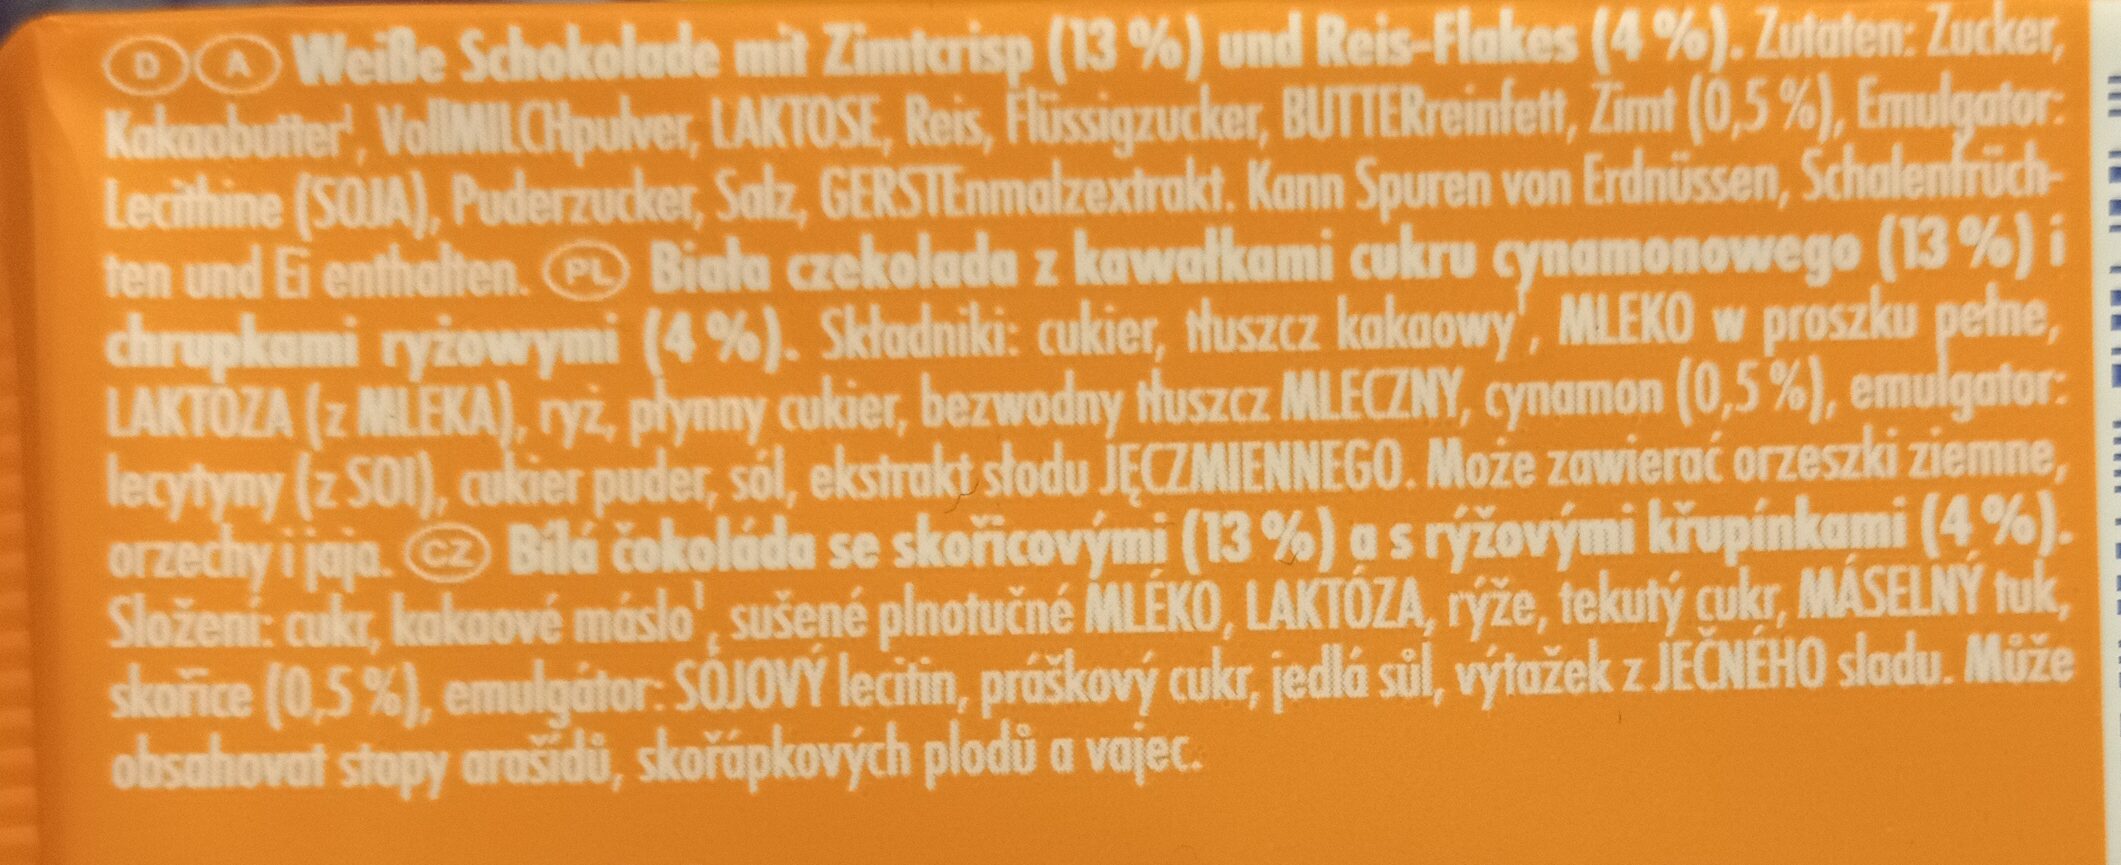 D A Weiße Schokolade mit Zimtcrisp (13 %) und Reis-Flakes (4 %). Zutaten: Zucker,
Kakaobutter¹, VollMILCHpulver, LAKTOSE, Reis, Flüssigzucker, BUTTERreinfett, Zimt (0,5 %), Emulgator:
Lecithine (SOJA), Puderzucker, Salz, GERSTEnmalzextrakt. Kann Spuren von Erdnüssen, Schalenfrüch-
ten und Ei enthalten. PL Biała czekolada z kawałkami cukru cynamonowego (13 %) i
chrupkami ryżowymi (4 %). Składniki: cukier, tłuszcz kakaowy¹, MLEKO w proszku pełne,
LAKTOZA (z MLEKA), ryż, płynny cukier, bezwodny tłuszcz MLECZNY, cynamon (0,5 %), emulgator:
lecytyny (z SOI), cukier puder, sól, ekstrakt słodu JĘCZMIENNEGO. Może zawierać orzeszki ziemne,
orzechy i jaja. CZ Bílá čokoláda se skořicovými (13 %) a s rýžovými křupínkami (4 %).
Složení: cukr, kakaové máslo¹, sušené plnotučné MLÉKO, LAKTÓZA, rýže, tekutý cukr, MÁSELNÝ tuk,
skořice (0,5 %), emulgátor: SÓJOVÝ lecitin, práškový cukr, jedlá sůl, výtažek z JEČNÉHO sladu. Může
obsahovat stopy arašídů, skořápkových plodů a vajec.